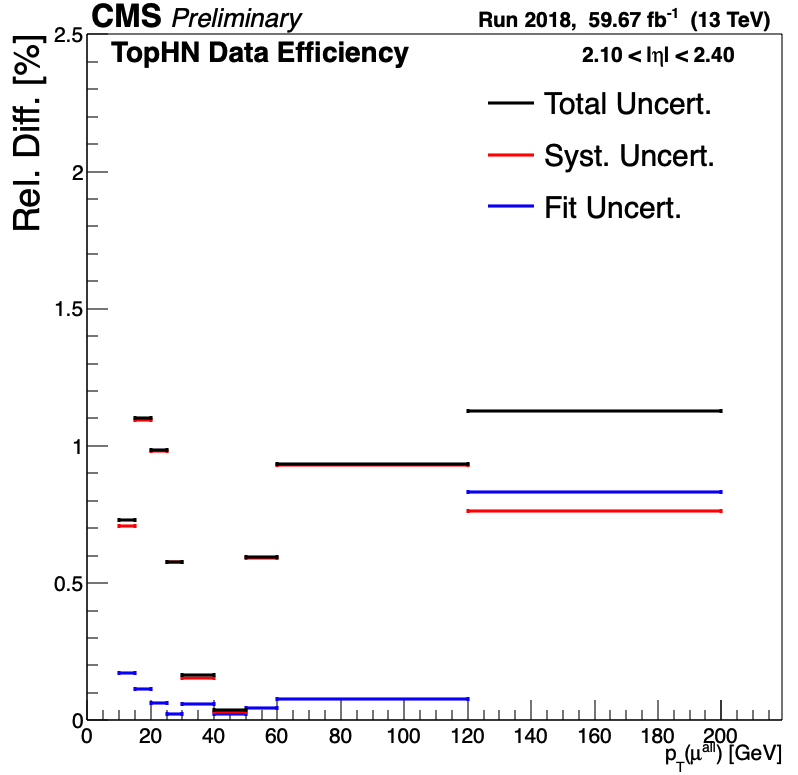 CMS Preliminary
Run 2018, 59.67 fb⁻¹ (13 TeV)
TopHN Data Efficiency
2.10 < |η| < 2.40
Total Uncert.
Syst. Uncert.
Fit Uncert.
Rel. Diff. [%]
2.5
2
1.5
1
0.5
0
0 20 40 60 80 100 120 140 160 180 200
p_T(μ^all) [GeV]